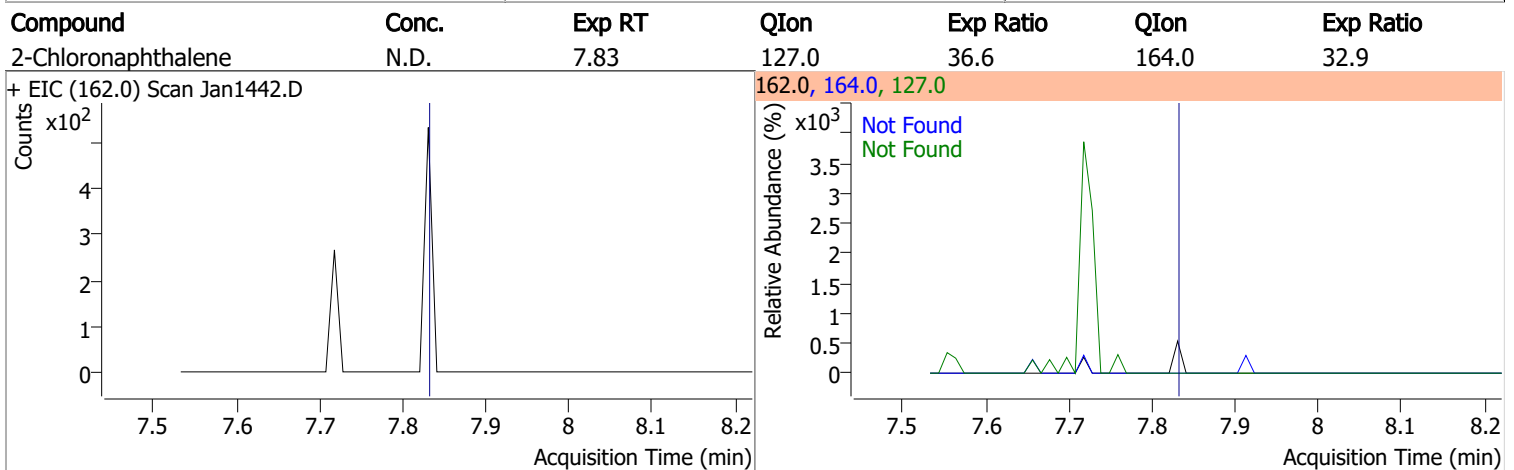 Compound Conc. Exp RT QIon Exp Ratio QIon Exp Ratio
2-Chloronaphthalene N.D. 7.83 127.0 36.6 164.0 32.9
+ EIC (162.0) Scan Jan1442.D
Counts
x10²
4
3
2
1
0
7.5 7.6 7.7 7.8 7.9 8 8.1 8.2
Acquisition Time (min)
162.0, 164.0, 127.0
Relative Abundance (%)
x10³
Not Found
Not Found
3.5
3
2.5
2
1.5
1
0.5
0
7.5 7.6 7.7 7.8 7.9 8 8.1 8.2
Acquisition Time (min)